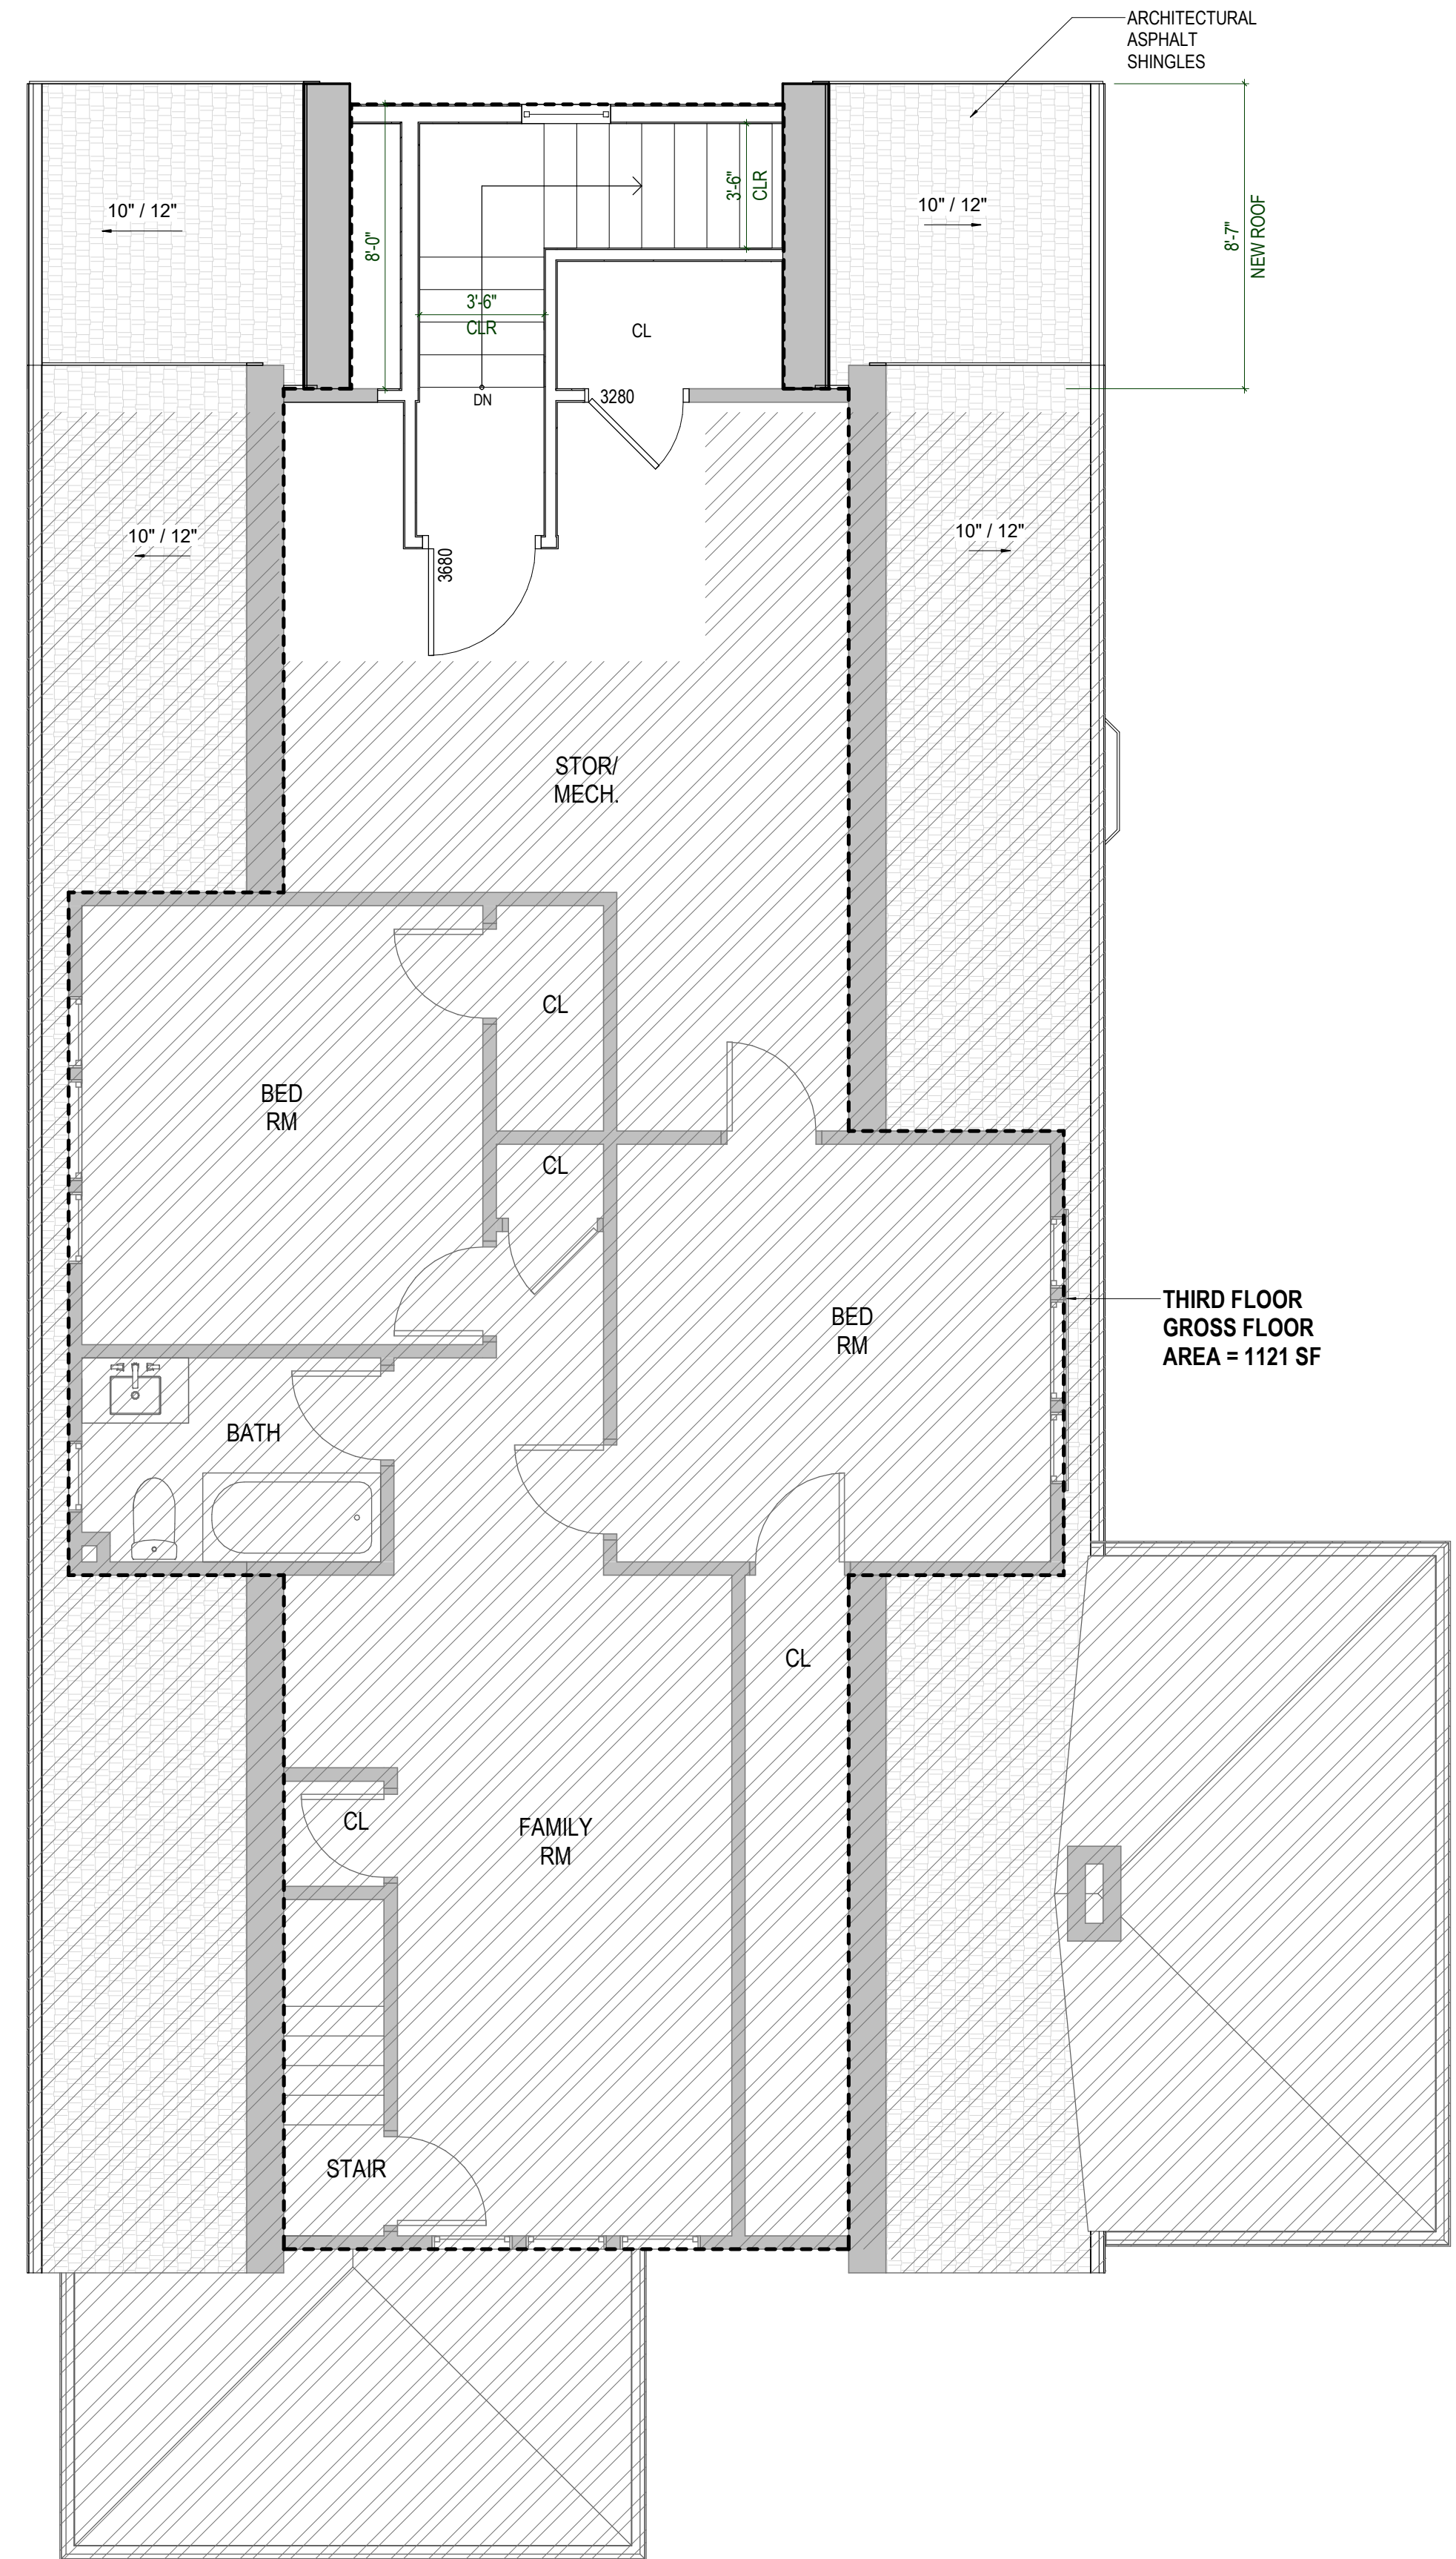 ARCHITECTURAL
ASPHALT
SHINGLES
10" / 12"
10" / 12"
8'-0"
3'-6"
CLR
3'-6"
CLR
8'-7"
NEW ROOF
CL
DN
3280
3680
10" / 12"
10" / 12"
STOR/
MECH.
CL
BED
RM
CL
BED
RM
THIRD FLOOR
GROSS FLOOR
AREA = 1121 SF
BATH
CL
CL
FAMILY
RM
STAIR